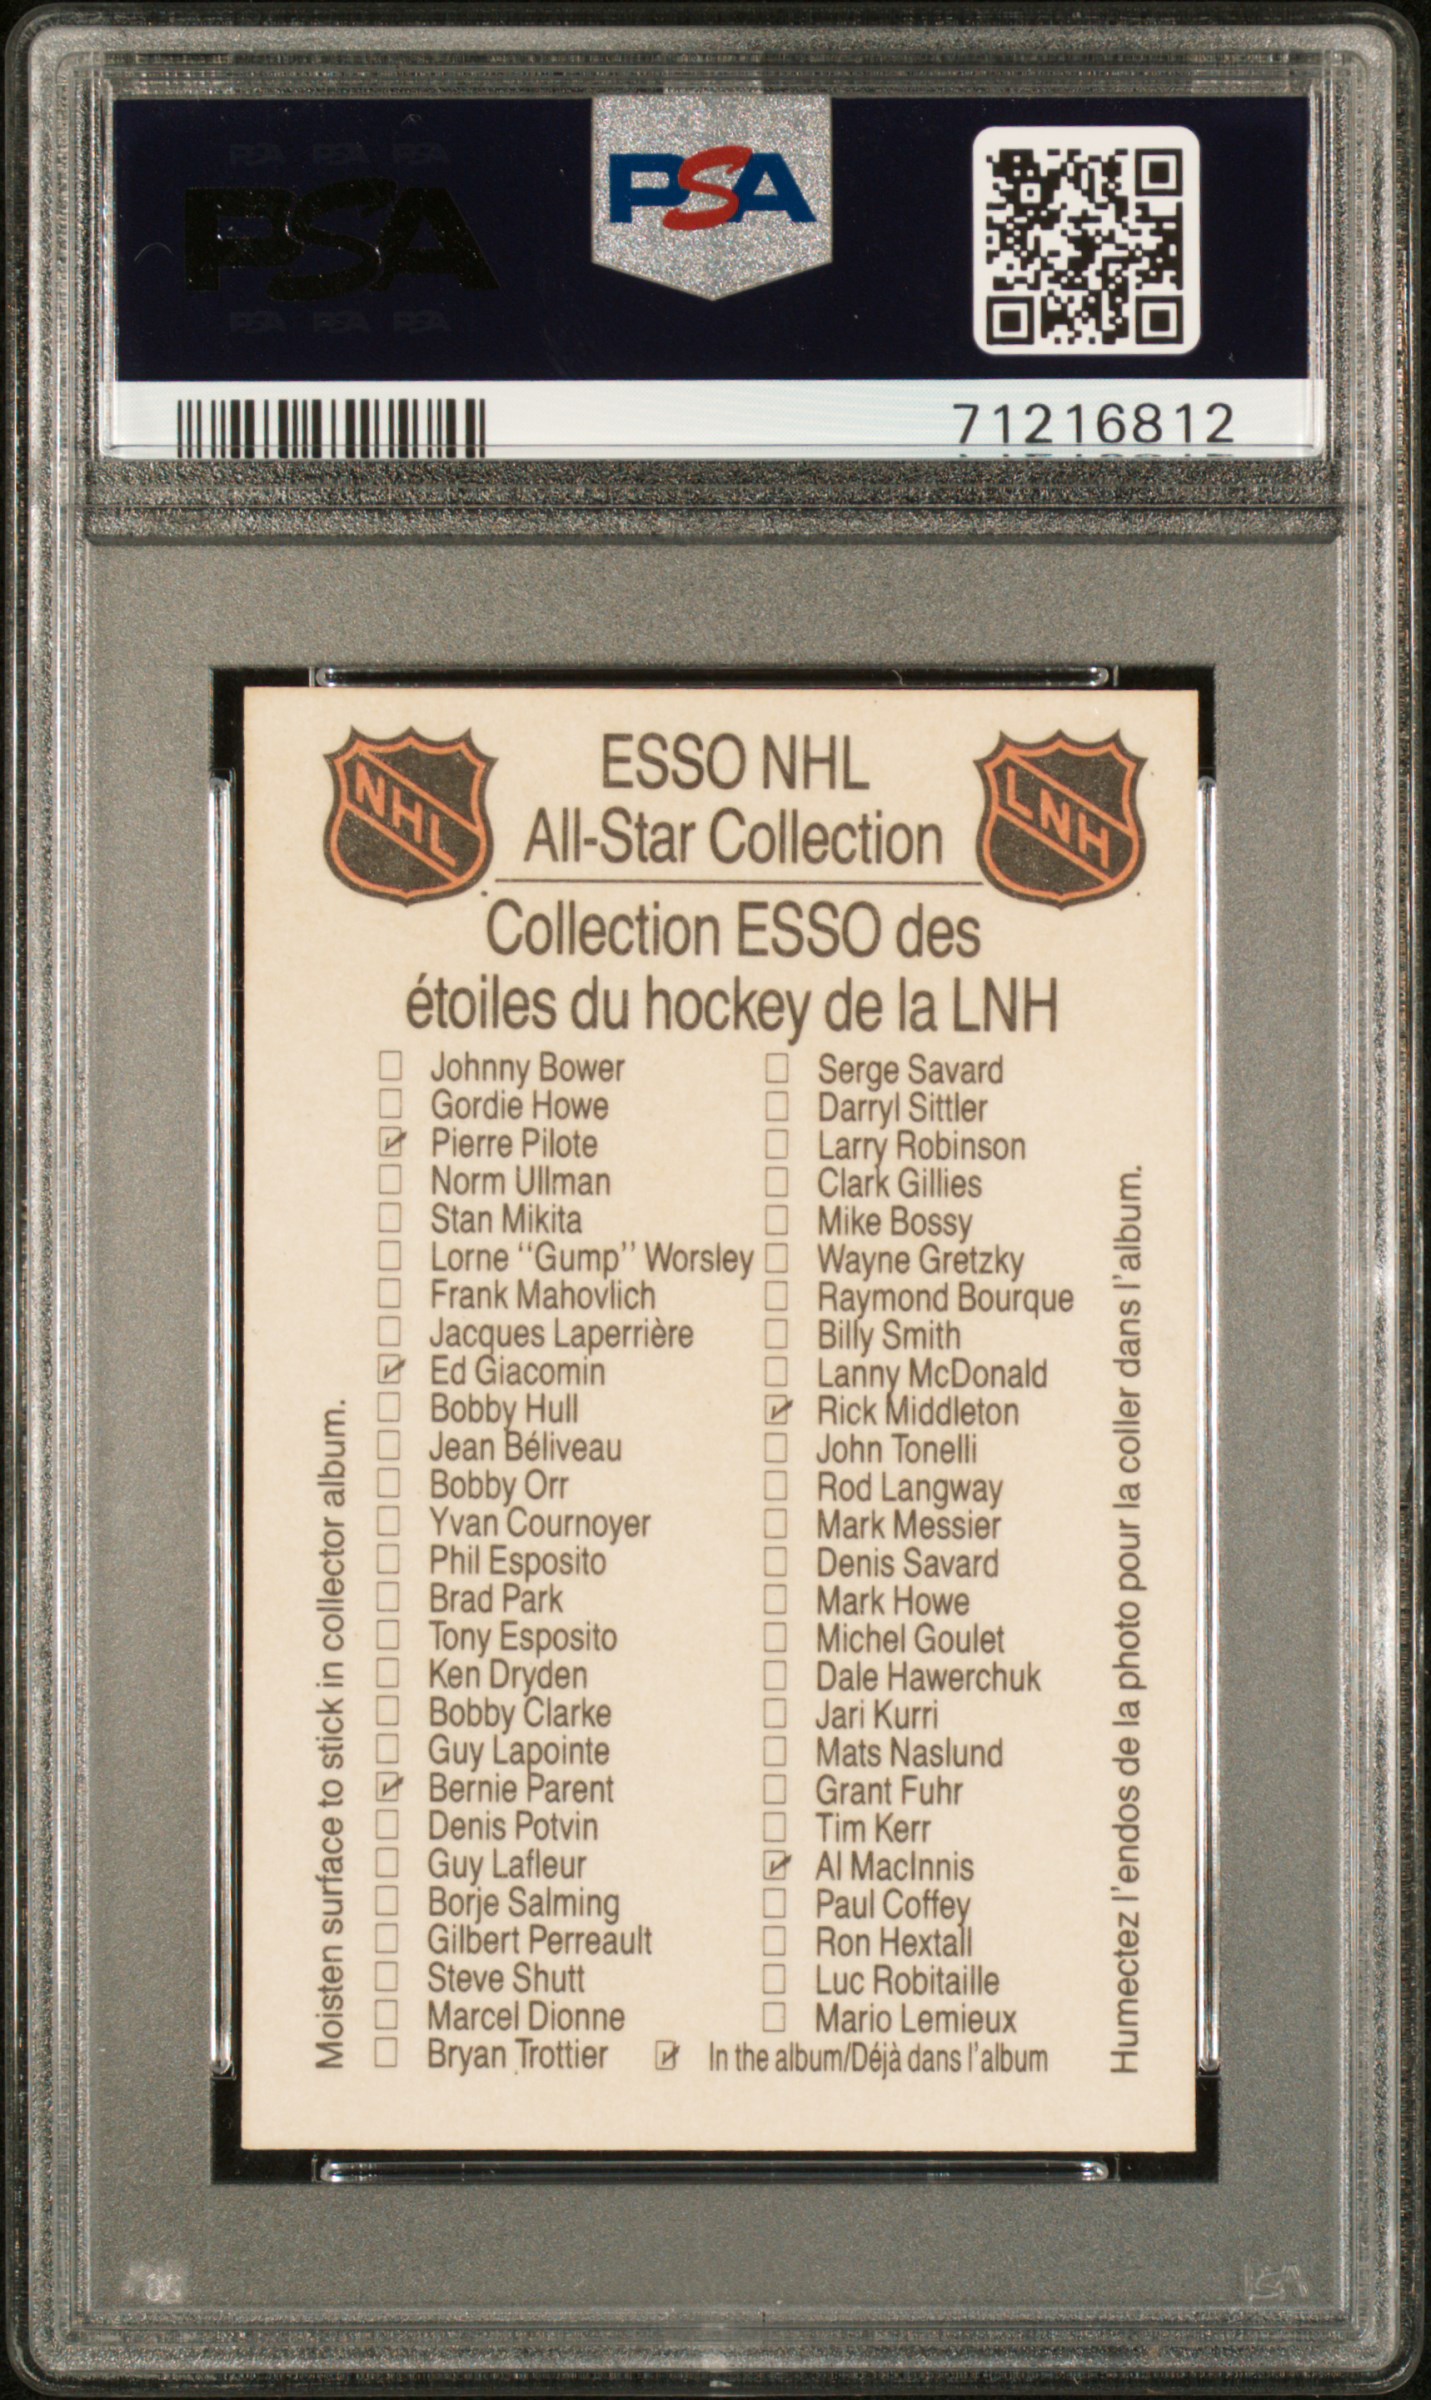 PSA PSA PSA
PSA
PSA PSA PSA
PSA
71216812
NHL
LNH
ESSO NHL
All-Star Collection
Collection ESSO des
étoiles du hockey de la LNH
Johnny Bower
Gordie Howe
Pierre Pilote
Norm Ullman
Stan Mikita
Lorne "Gump" Worsley
Frank Mahovlich
Jacques Laperrière
Ed Giacomin
Bobby Hull
Jean Béliveau
Bobby Orr
Yvan Cournoyer
Phil Esposito
Brad Park
Tony Esposito
Ken Dryden
Bobby Clarke
Guy Lapointe
Bernie Parent
Denis Potvin
Guy Lafleur
Borje Salming
Gilbert Perreault
Steve Shutt
Marcel Dionne
Bryan Trottier
Serge Savard
Darryl Sittler
Larry Robinson
Clark Gillies
Mike Bossy
Wayne Gretzky
Raymond Bourque
Billy Smith
Lanny McDonald
Rick Middleton
John Tonelli
Rod Langway
Mark Messier
Denis Savard
Mark Howe
Michel Goulet
Dale Hawerchuk
Jari Kurri
Mats Naslund
Grant Fuhr
Tim Kerr
Al MacInnis
Paul Coffey
Ron Hextall
Luc Robitaille
Mario Lemieux
In the album/Déjà dans l'album
Moisten surface to stick in collector album.
Humectez l'endos de la photo pour la coller dans l'album.